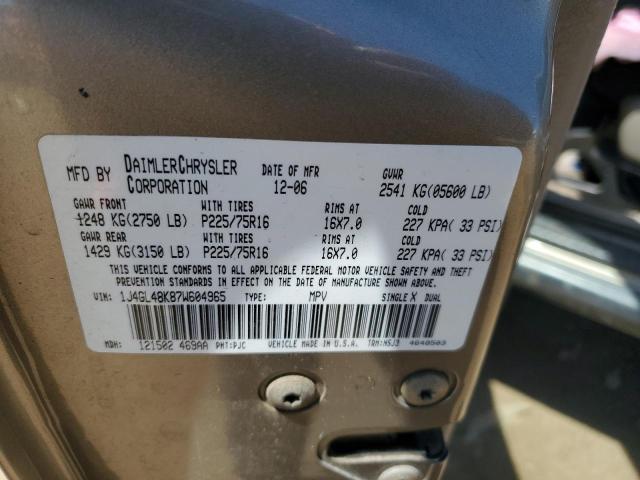 MFD BY DAIMLERCHRYSLER CORPORATION DATE OF MFR 12-06 GVWR 2541 KG(05600 LB)
GAWR FRONT WITH TIRES RIMS AT COLD
1248 KG(2750 LB) P225/75R16 16X7.0 227 KPA( 33 PSI)
GAWR REAR WITH TIRES RIMS AT COLD
1429 KG(3150 LB) P225/75R16 16X7.0 227 KPA( 33 PSI)
THIS VEHICLE CONFORMS TO ALL APPLICABLE FEDERAL MOTOR VEHICLE SAFETY AND THEFT
PREVENTION STANDARDS IN EFFECT ON THE DATE OF MANUFACTURE SHOWN ABOVE.
VIN: 1J4GL48K87W604965 TYPE: MPV SINGLE X DUAL
MDH: 121502 469AA PNT:PJC VEHICLE MADE IN U.S.A. TRM:MSJ3 4648503